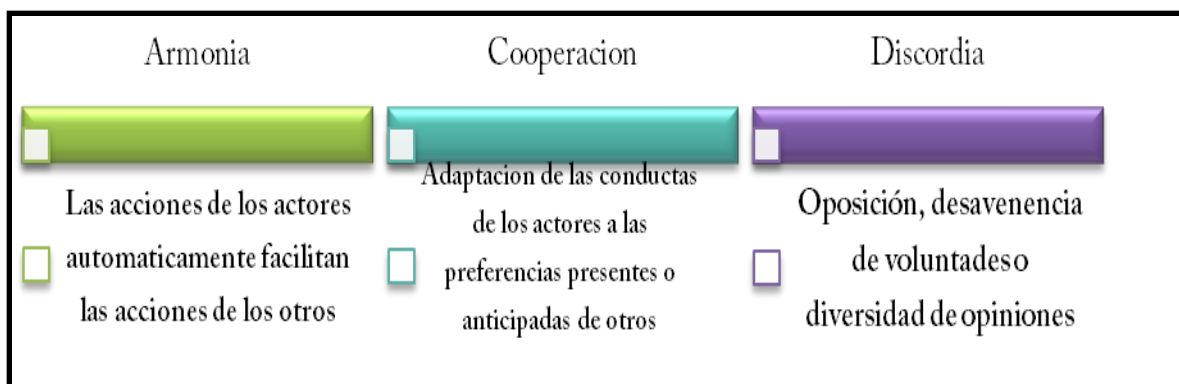 Armonia
Las acciones de los actores
automaticamente facilitan
las acciones de los otros
Cooperacion
Adaptacion de las conductas
de los actores a las
preferencias presentes o
anticipadas de otros
Discordia
Oposición, desavenencia
de voluntades o
diversidad de opiniones